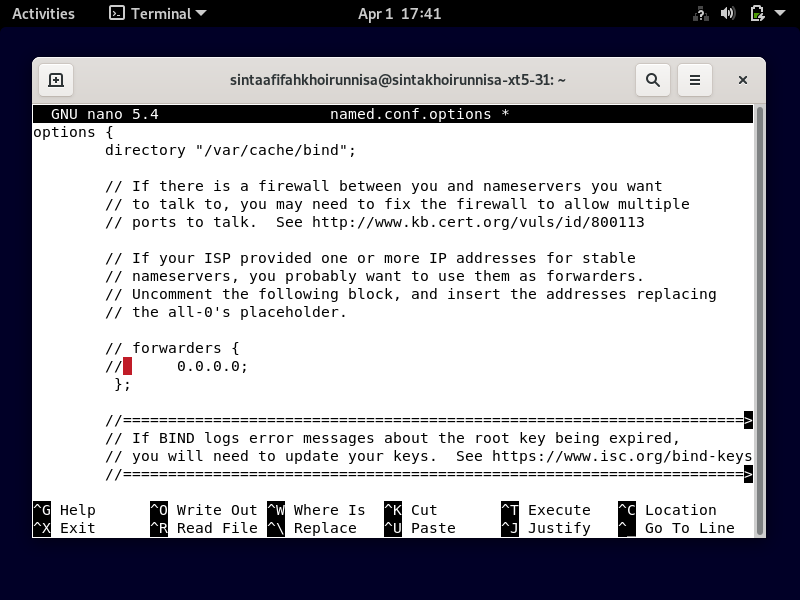 Activities Terminal Apr 1 17:41
sintaafifahkhoirunnisa@sintakhoirunnisa-xt5-31: ~
GNU nano 5.4 named.conf.options *
options {
directory "/var/cache/bind";
// If there is a firewall between you and nameservers you want
// to talk to, you may need to fix the firewall to allow multiple
// ports to talk.  See http://www.kb.cert.org/vuls/id/800113
// If your ISP provided one or more IP addresses for stable
// nameservers, you probably want to use them as forwarders.
// Uncomment the following block, and insert the addresses replacing
// the all-0's placeholder.
// forwarders {
//      0.0.0.0;
};
//=====================================================================>
// If BIND logs error messages about the root key being expired,
// you will need to update your keys.  See https://www.isc.org/bind-keys
//=====================================================================>
^G Help ^O Write Out ^W Where Is ^K Cut ^T Execute ^C Location
^X Exit ^R Read File ^\ Replace ^U Paste ^J Justify ^_ Go To Line